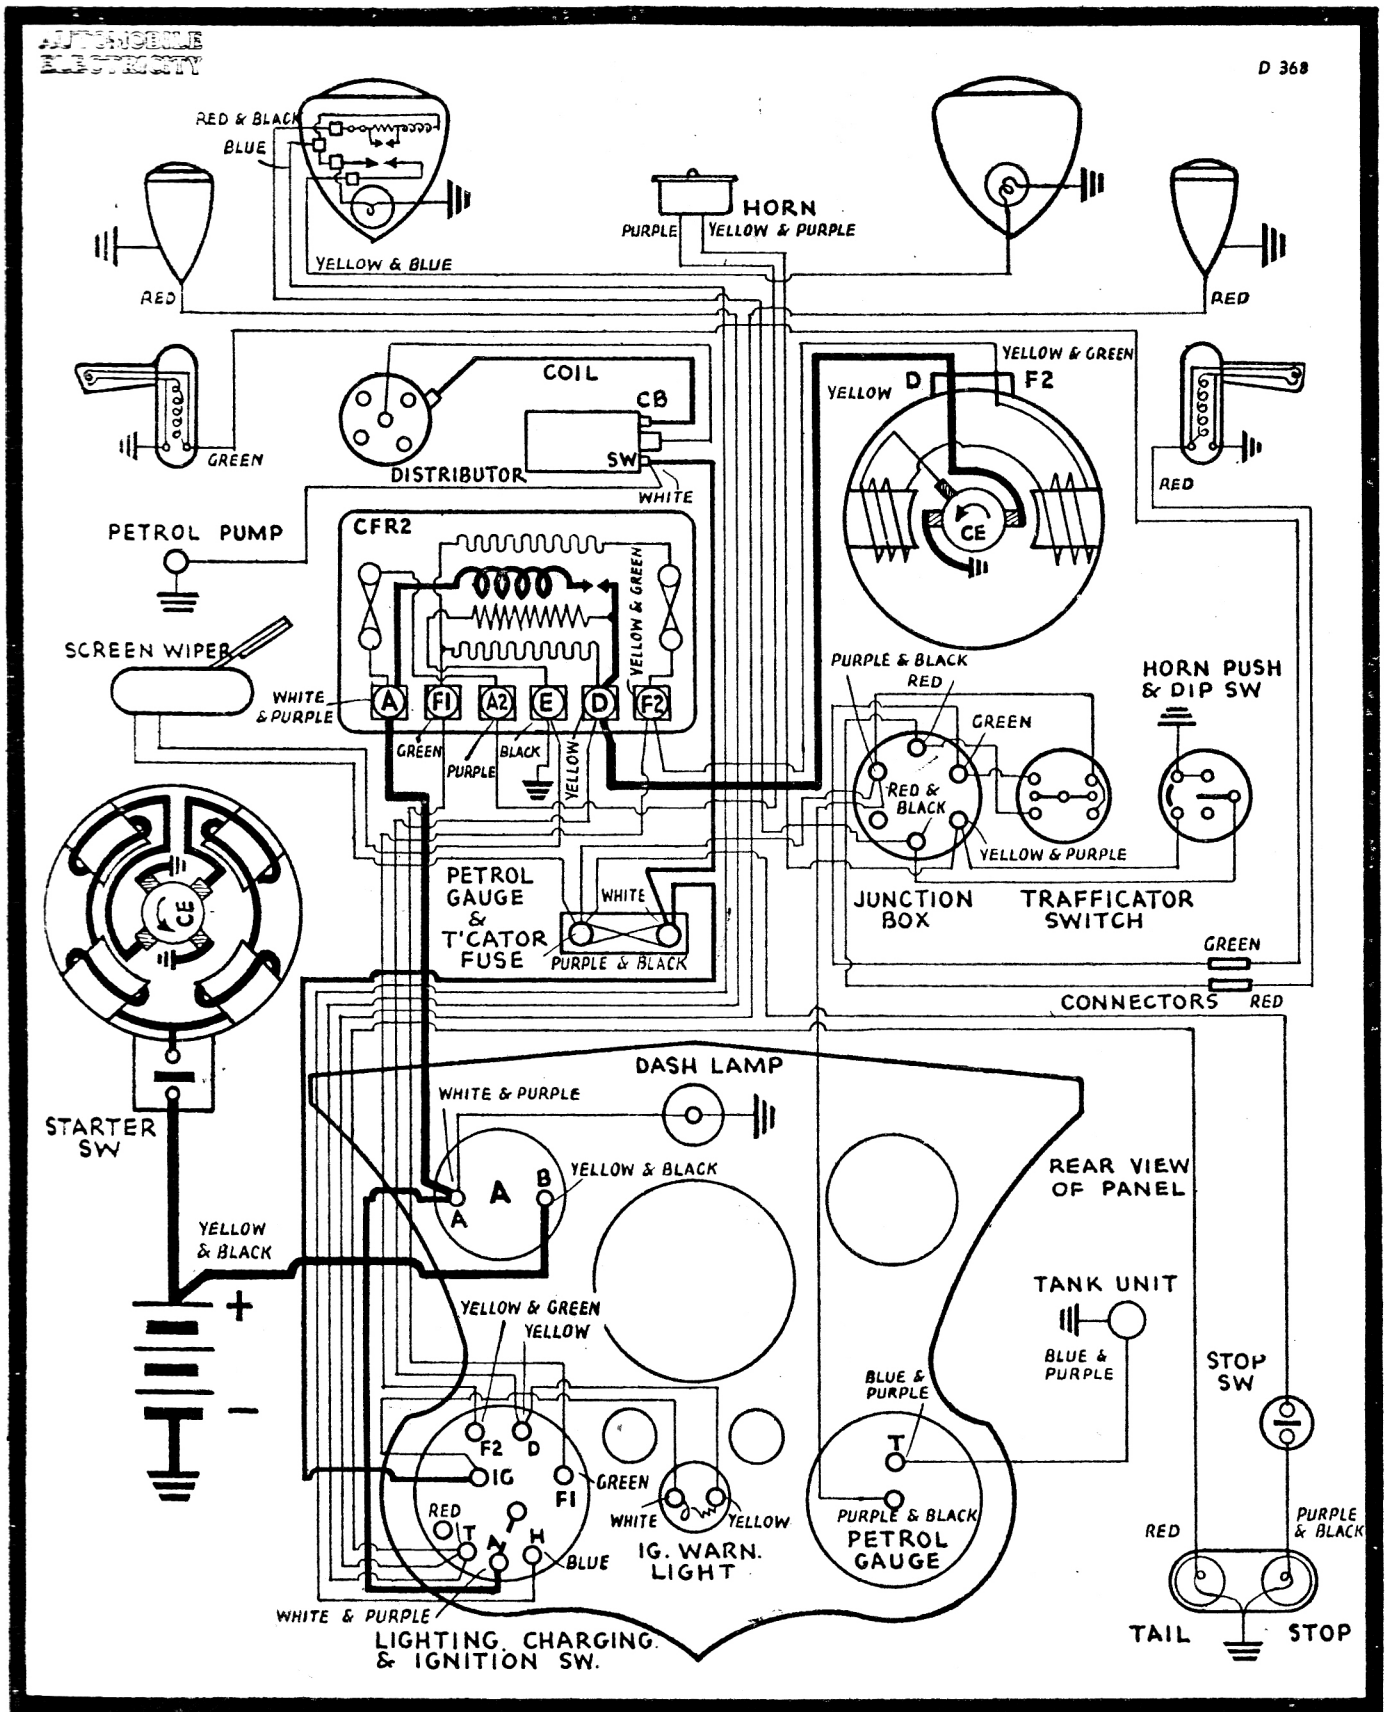 AUTOMOBILE
ELECTRICITY
D 368
RED & BLACK
BLUE
HORN
PURPLE
YELLOW & PURPLE
YELLOW & BLUE
RED
RED
YELLOW & GREEN
COIL
D
F2
YELLOW
CB
SW
GREEN
DISTRIBUTOR
WHITE
RED
PETROL PUMP
CFR2
CE
YELLOW & GREEN
SCREEN WIPER
PURPLE & BLACK
RED
HORN PUSH
& DIP SW
WHITE
& PURPLE
A
F1
A2
E
D
F2
GREEN
GREEN
PURPLE
BLACK
YELLOW
RED &
BLACK
YELLOW & PURPLE
PETROL
GAUGE
&
T'CATOR
FUSE
WHITE
PURPLE & BLACK
JUNCTION
BOX
TRAFFICATOR
SWITCH
CE
GREEN
CONNECTORS
RED
DASH LAMP
STARTER
SW
WHITE & PURPLE
REAR VIEW
OF PANEL
YELLOW & BLACK
A
B
A
YELLOW
& BLACK
+
TANK UNIT
YELLOW & GREEN
YELLOW
BLUE &
PURPLE
STOP
SW
BLUE &
PURPLE
−
F2
D
T
IG
F1
GREEN
RED
T
A
H
BLUE
WHITE
YELLOW
PURPLE & BLACK
IG. WARN.
LIGHT
PETROL
GAUGE
RED
PURPLE
& BLACK
WHITE & PURPLE
LIGHTING, CHARGING.
& IGNITION SW.
TAIL
STOP